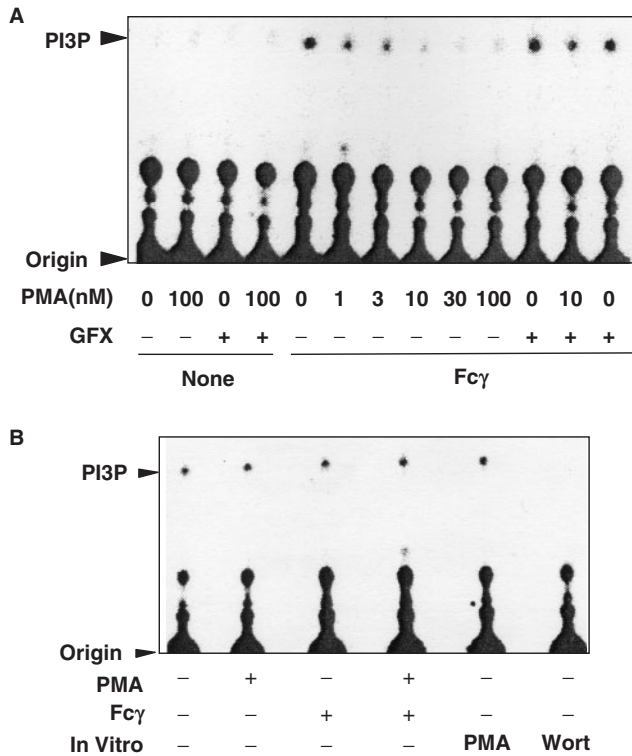 A
PI3P
Origin
PMA(nM) 0 100 0 100 0 1 3 10 30 100 0 10 0
GFX – – + + – – – – – – + + +
None Fcγ
B
PI3P
Origin
PMA – + – + – –
Fcγ – – + + – –
In Vitro – – – – PMA Wort